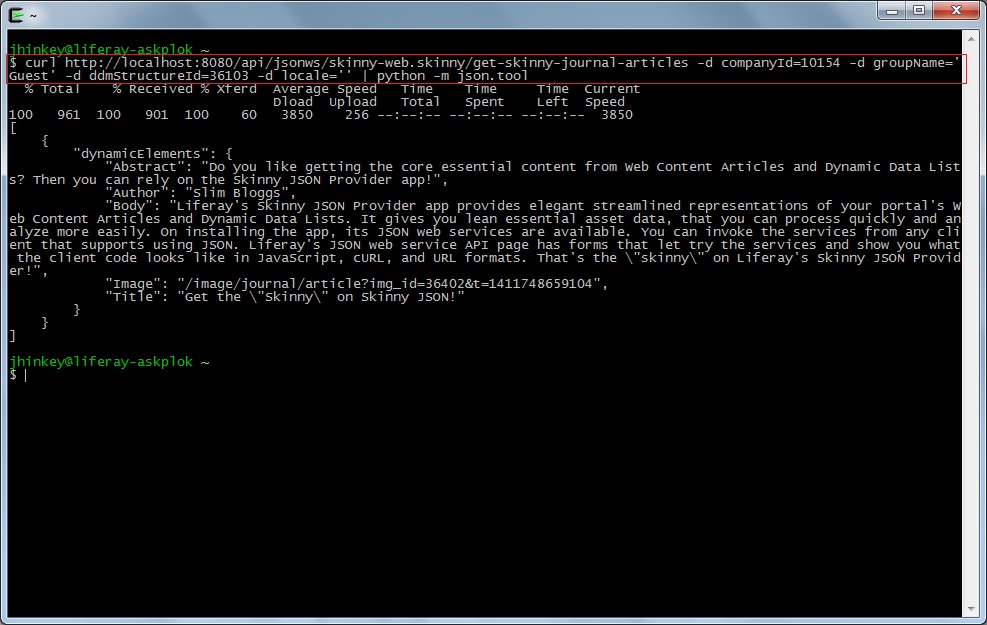 ~
jhinkey@liferay-askplok ~
$ curl http://localhost:8080/api/jsonws/skinny-web.skinny/get-skinny-journal-articles -d companyId=10154 -d groupName='
Guest' -d ddmStructureId=36103 -d locale='' | python -m json.tool
  % Total    % Received % Xferd  Average Speed   Time    Time     Time  Current
                                 Dload  Upload   Total   Spent    Left  Speed
100   961  100   901  100    60   3850    256 --:--:-- --:--:-- --:--:--  3850
[
    {
        "dynamicElements": {
            "Abstract": "Do you like getting the core essential content from Web Content Articles and Dynamic Data List
s? Then you can rely on the Skinny JSON Provider app!",
            "Author": "Slim Bloggs",
            "Body": "Liferay's Skinny JSON Provider app provides elegant streamlined representations of your portal's W
eb Content Articles and Dynamic Data Lists. It gives you lean essential asset data, that you can process quickly and an
alyze more easily. On installing the app, its JSON web services are available. You can invoke the services from any cli
ent that supports using JSON. Liferay's JSON web service API page has forms that let try the services and show you what
 the client code looks like in JavaScript, cURL, and URL formats. That's the \"skinny\" on Liferay's Skinny JSON Provid
er!",
            "Image": "/image/journal/article?img_id=36402&t=1411748659104",
            "Title": "Get the \"Skinny\" on Skinny JSON!"
        }
    }
]
jhinkey@liferay-askplok ~
$